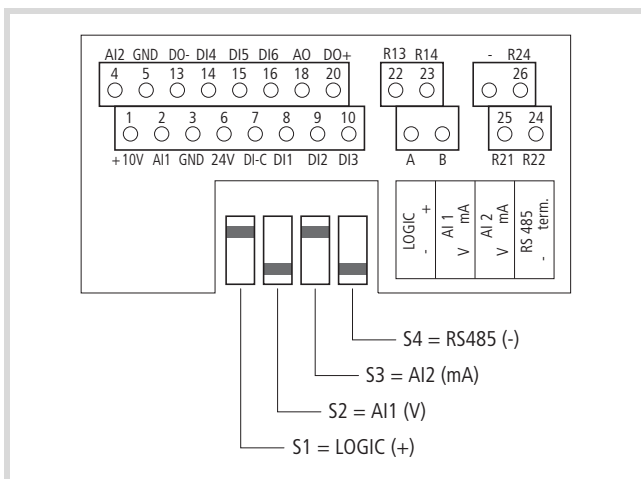 AI2 GND DO- DI4 DI5 DI6 AO DO+
4 5 13 14 15 16 18 20
1 2 3 6 7 8 9 10
+10V AI1 GND 24V DI-C DI1 DI2 DI3
R13 R14
22 23
A B
- R24
26
25 24
R21 R22
LOGIC
- +
AI 1
V mA
AI 2
V mA
RS 485
- term.
S4 = RS485 (-)
S3 = AI2 (mA)
S2 = AI1 (V)
S1 = LOGIC (+)